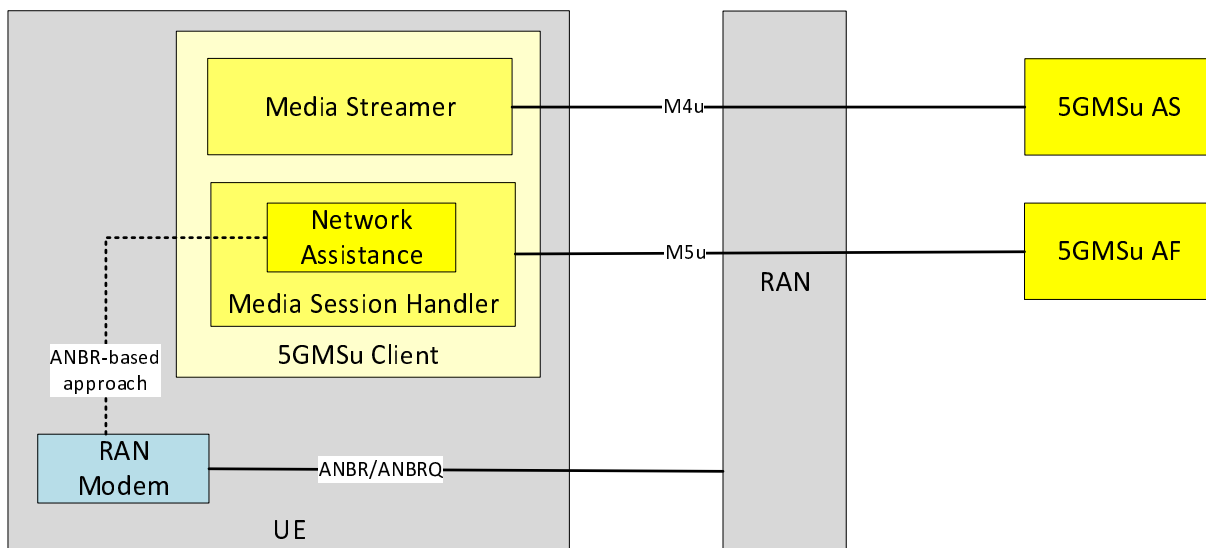 Media Streamer
M4u
5GMSu AS
Network
Assistance
M5u
5GMSu AF
RAN
Media Session Handler
5GMSu Client
ANBR-based
approach
RAN
Modem
ANBR/ANBRQ
UE